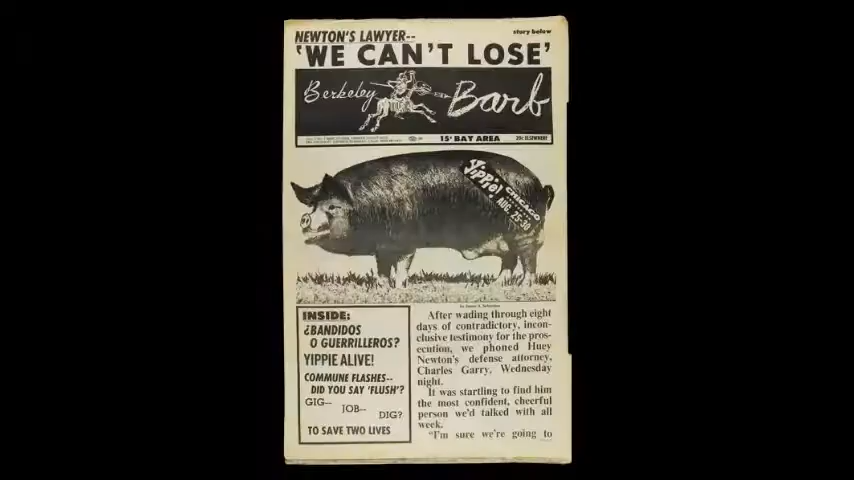 NEWTON'S LAWYER--
story below
'WE CAN'T LOSE'
Berkeley Barb
15¢ BAY AREA
20¢ ELSEWHERE
Yippie!
CHICAGO
AUG. 25-30
INSIDE:
¿BANDIDOS
O GUERRILLEROS?
YIPPIE ALIVE!
COMMUNE FLASHES--
DID YOU SAY 'FLUSH'?
GIG--
JOB--
DIG?
TO SAVE TWO LIVES
After wading through eight
days of contradictory, incon-
clusive testimony for the pros-
ecution, we phoned Huey
Newton's defense attorney,
Charles Garry, Wednesday
night.
It was startling to find him
the most confident, cheerful
person we'd talked with all
week.
"I'm sure we're going to